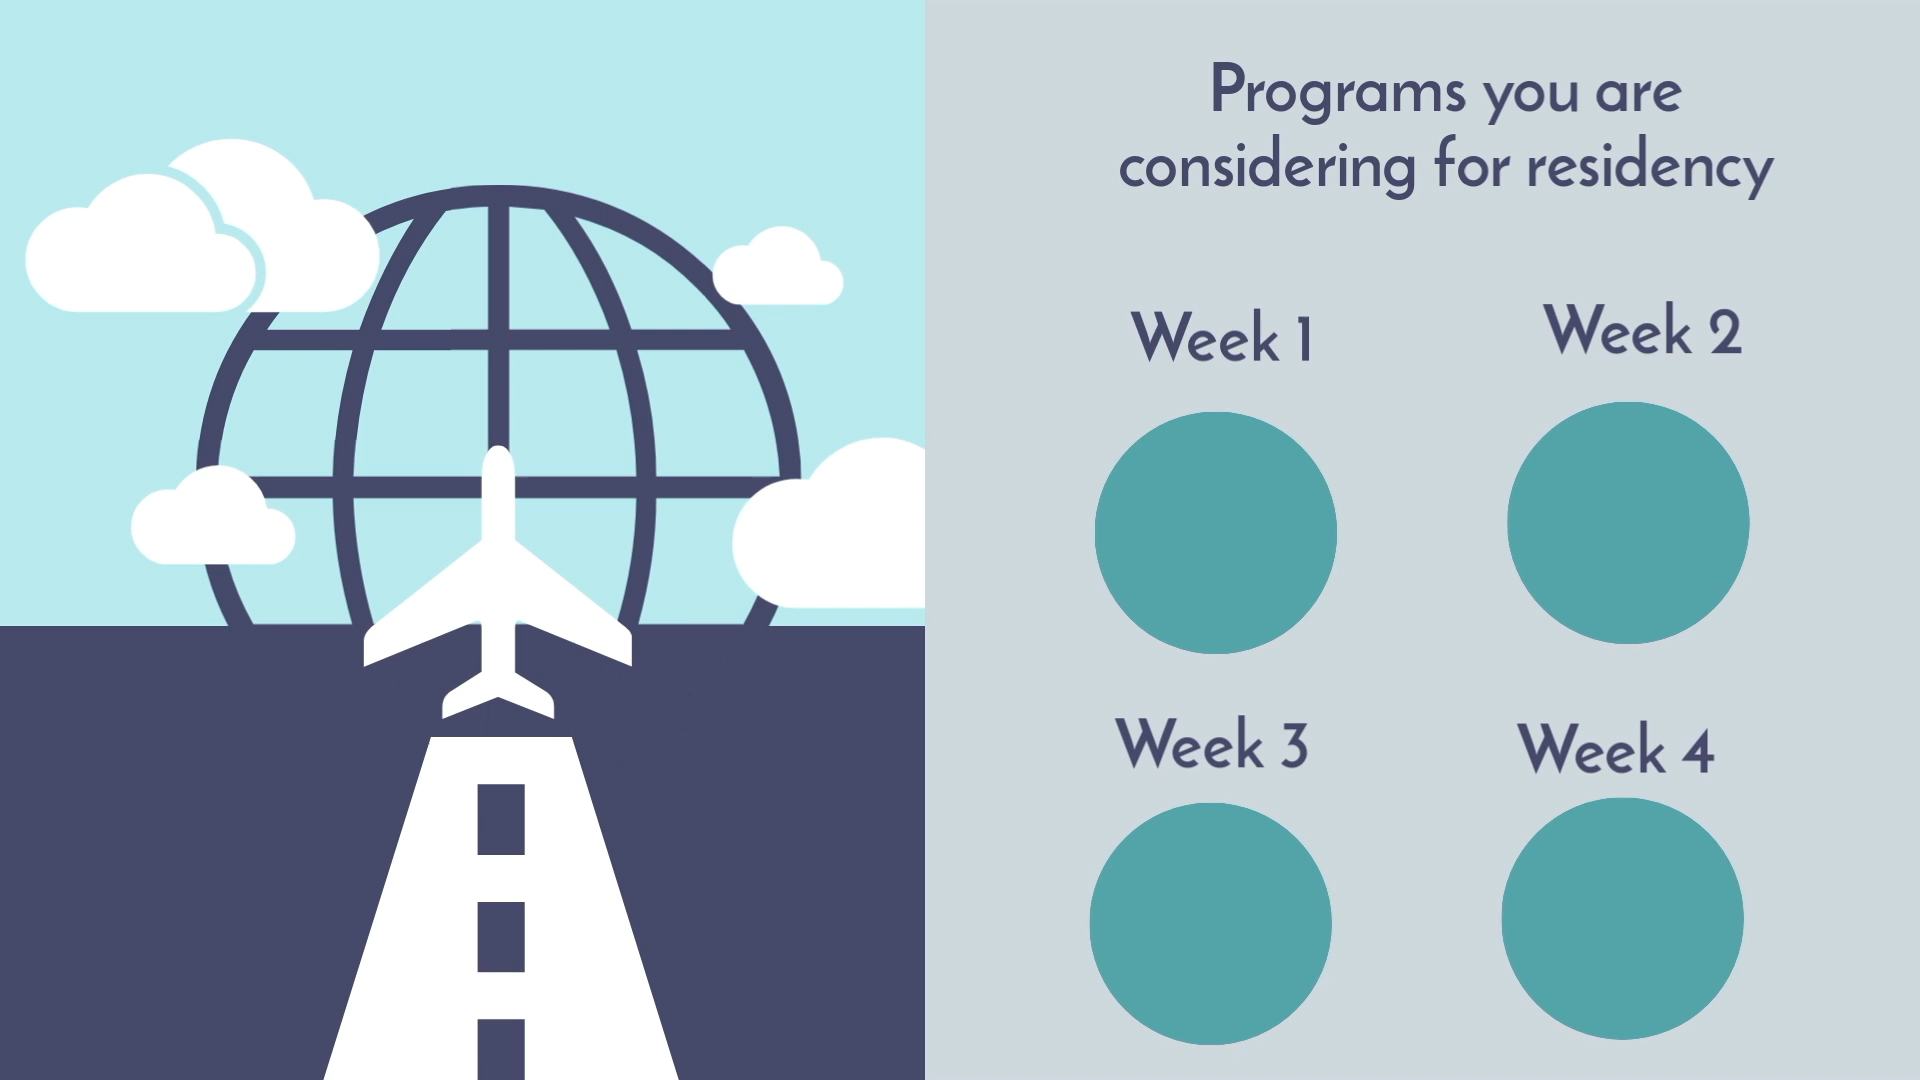 Programs you are
considering for residency
Week 1
Week 2
Week 3
Week 4